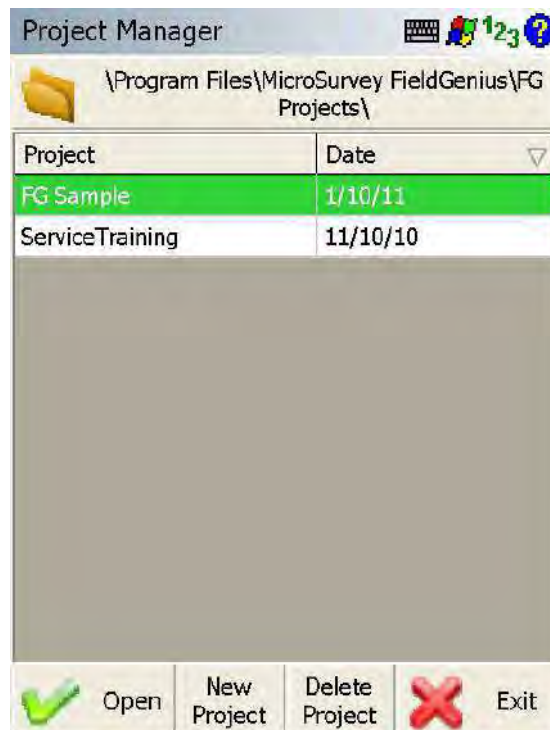 Project Manager 123 ?
\Program Files\MicroSurvey FieldGenius\FG
Projects\
Project Date
FG Sample 1/10/11
ServiceTraining 11/10/10
Open New Project Delete Project Exit